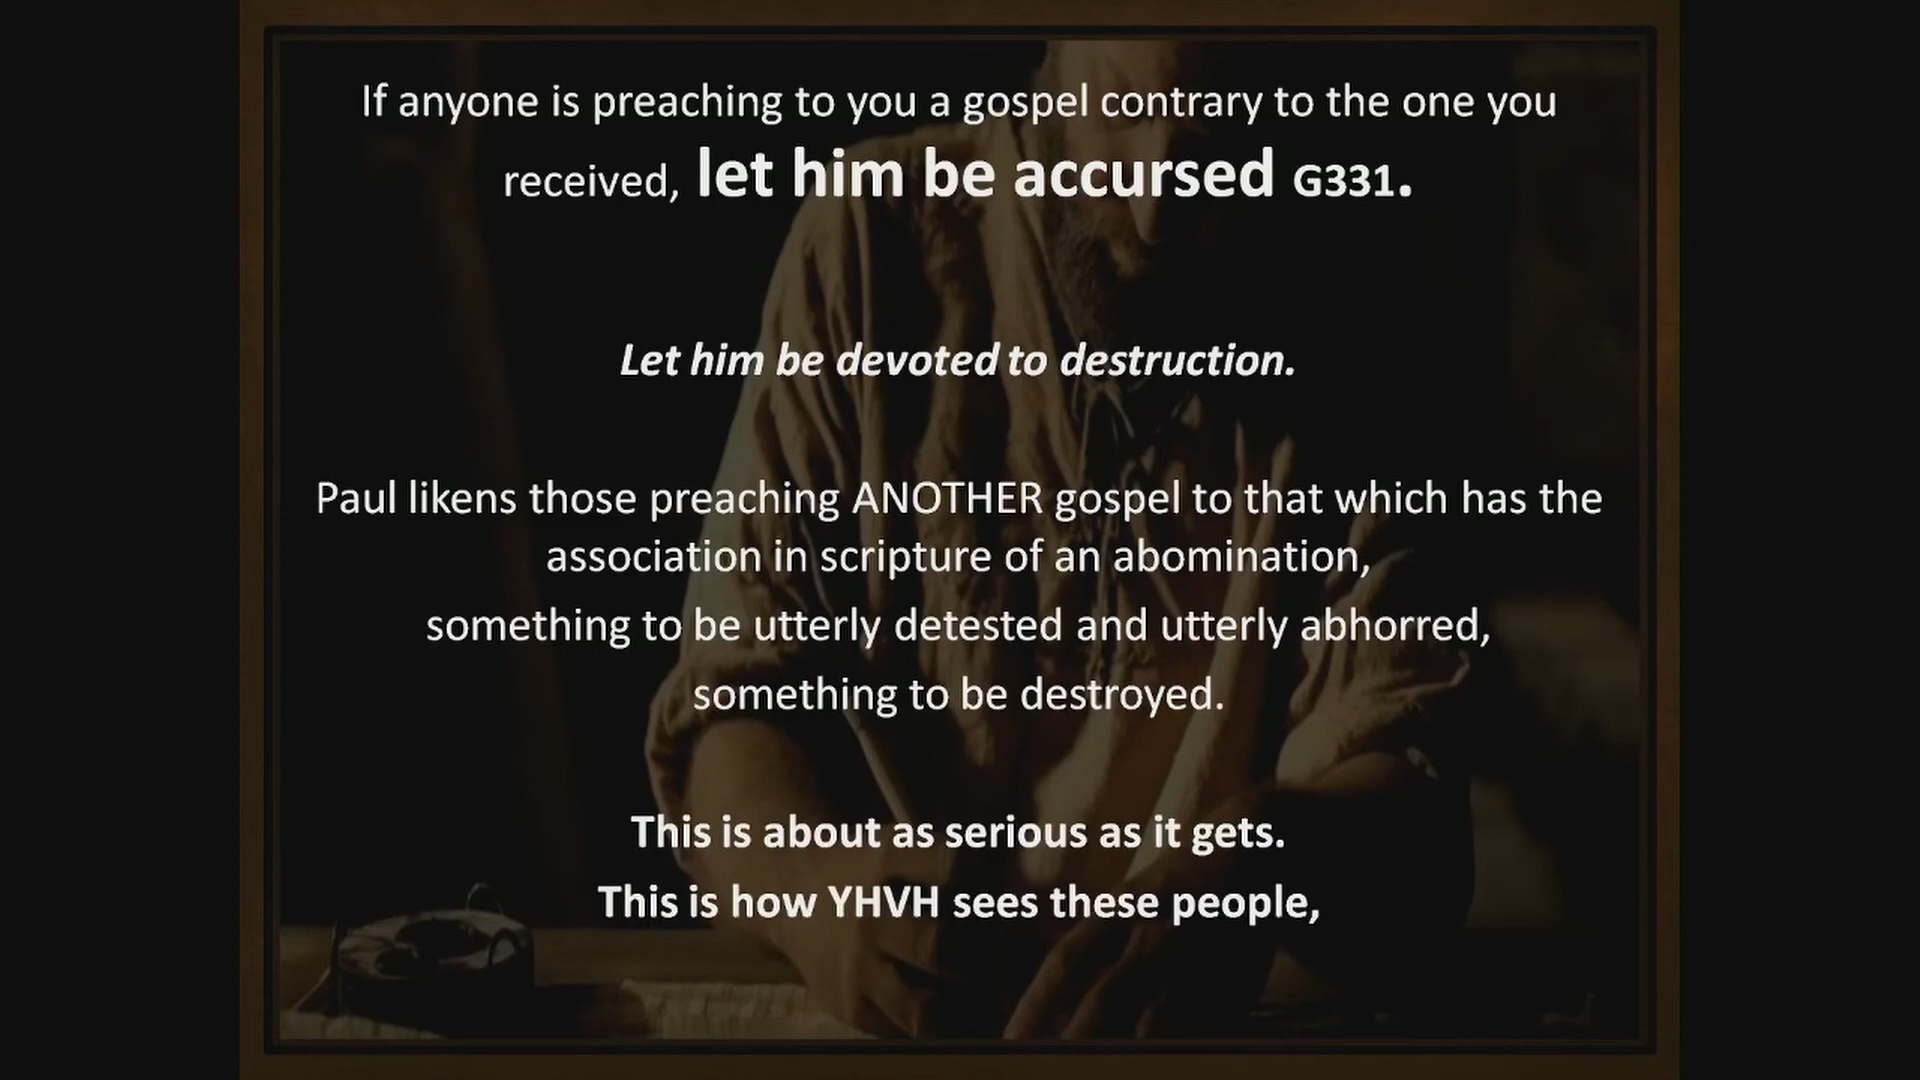 If anyone is preaching to you a gospel contrary to the one you
received, let him be accursed G331.
Let him be devoted to destruction.
Paul likens those preaching ANOTHER gospel to that which has the
association in scripture of an abomination,
something to be utterly detested and utterly abhorred,
something to be destroyed.
This is about as serious as it gets.
This is how YHVH sees these people,